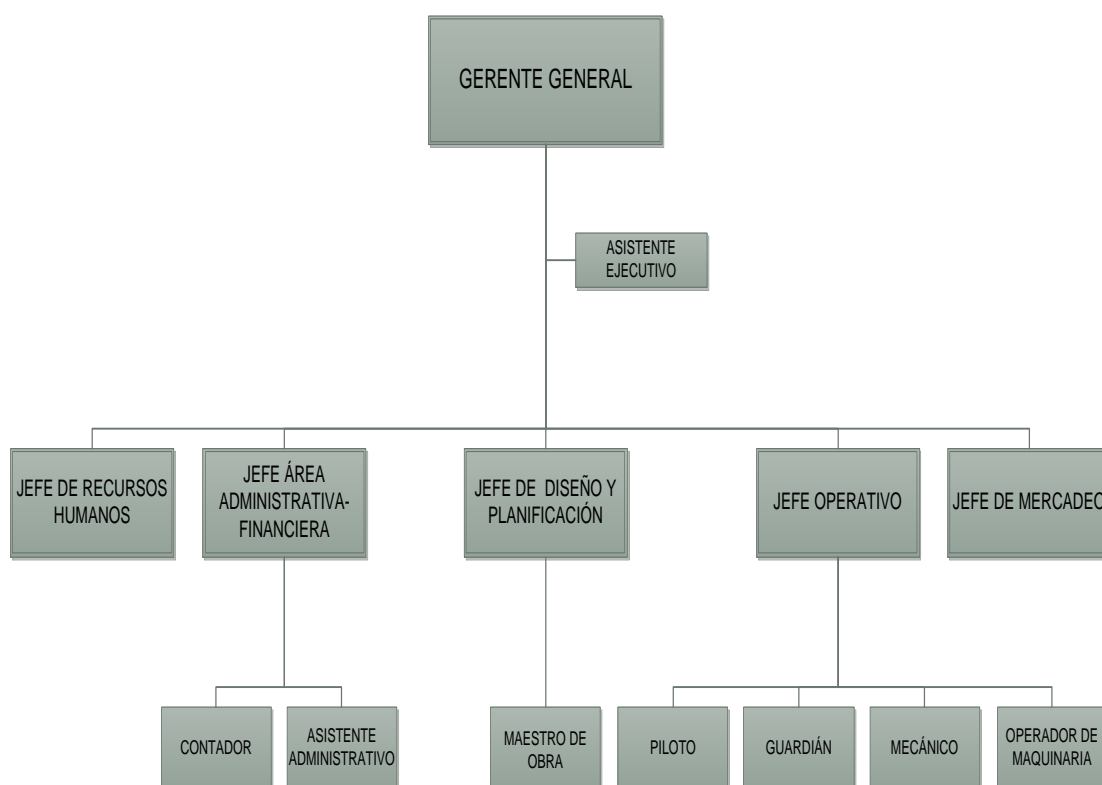 GERENTE GENERAL
ASISTENTE
EJECUTIVO
JEFE DE RECURSOS
HUMANOS
JEFE ÁREA
ADMINISTRATIVA-
FINANCIERA
JEFE DE DISEÑO Y
PLANIFICACIÓN
JEFE OPERATIVO
JEFE DE MERCADEO
CONTADOR
ASISTENTE
ADMINISTRATIVO
MAESTRO DE
OBRA
PILOTO
GUARDIÁN
MECÁNICO
OPERADOR DE
MAQUINARIA